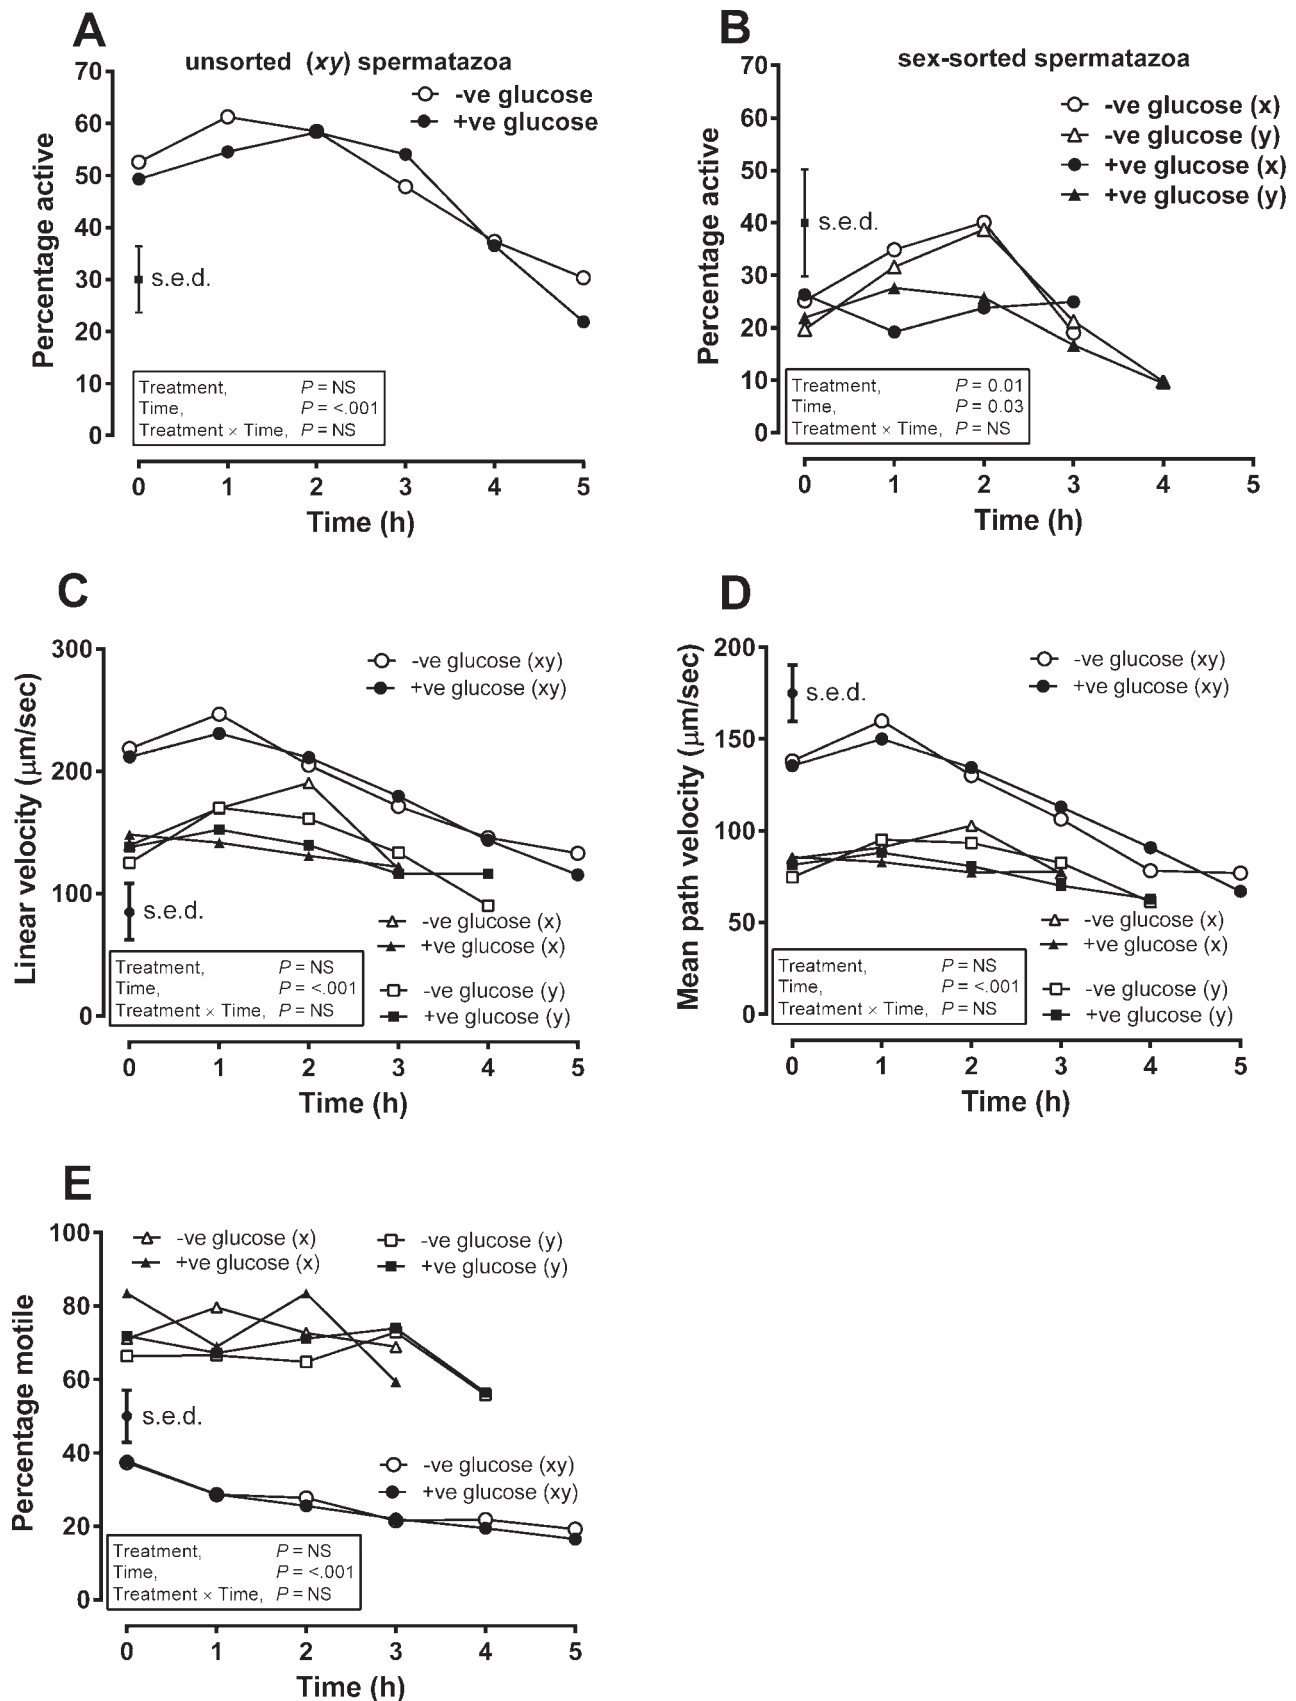 A
unsorted (xy) spermatazoa
-ve glucose
+ve glucose
Percentage active
70
60
50
40
30
20
10
0
s.e.d.
Treatment, P = NS
Time, P = <.001
Treatment × Time, P = NS
0 1 2 3 4 5
Time (h)
B
sex-sorted spermatazoa
-ve glucose (x)
-ve glucose (y)
+ve glucose (x)
+ve glucose (y)
Percentage active
70
60
50
40
30
20
10
0
s.e.d.
Treatment, P = 0.01
Time, P = 0.03
Treatment × Time, P = NS
0 1 2 3 4 5
Time (h)
C
-ve glucose (xy)
+ve glucose (xy)
Linear velocity (μm/sec)
300
200
100
0
s.e.d.
-ve glucose (x)
+ve glucose (x)
-ve glucose (y)
+ve glucose (y)
Treatment, P = NS
Time, P = <.001
Treatment × Time, P = NS
0 1 2 3 4 5
Time (h)
D
-ve glucose (xy)
+ve glucose (xy)
Mean path velocity (μm/sec)
200
150
100
50
0
s.e.d.
-ve glucose (x)
+ve glucose (x)
-ve glucose (y)
+ve glucose (y)
Treatment, P = NS
Time, P = <.001
Treatment × Time, P = NS
0 1 2 3 4 5
Time (h)
E
-ve glucose (x)
+ve glucose (x)
-ve glucose (y)
+ve glucose (y)
Percentage motile
100
80
60
40
20
0
s.e.d.
-ve glucose (xy)
+ve glucose (xy)
Treatment, P = NS
Time, P = <.001
Treatment × Time, P = NS
0 1 2 3 4 5
Time (h)